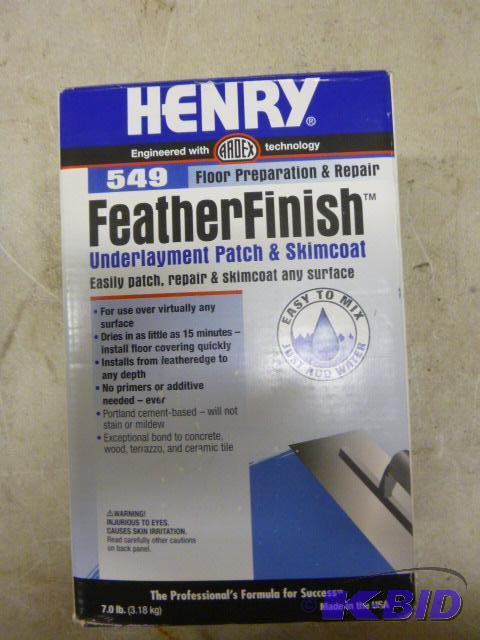 HENRY®
Engineered with ARDEX technology
549 Floor Preparation & Repair
FeatherFinish™
Underlayment Patch & Skimcoat
Easily patch, repair & skimcoat any surface
EASY TO MIX
JUST ADD WATER
• For use over virtually any
surface
• Dries in as little as 15 minutes –
install floor covering quickly
• Installs from featheredge to
any depth
• No primers or additive
needed – ever
• Portland cement-based – will not
stain or mildew
• Exceptional bond to concrete,
wood, terrazzo, and ceramic tile
⚠WARNING!
INJURIOUS TO EYES.
CAUSES SKIN IRRITATION.
Read carefully other cautions
on back panel.
The Professional's Formula for Success™
7.0 lb. (3.18 kg)
Made in the USA
K-BID